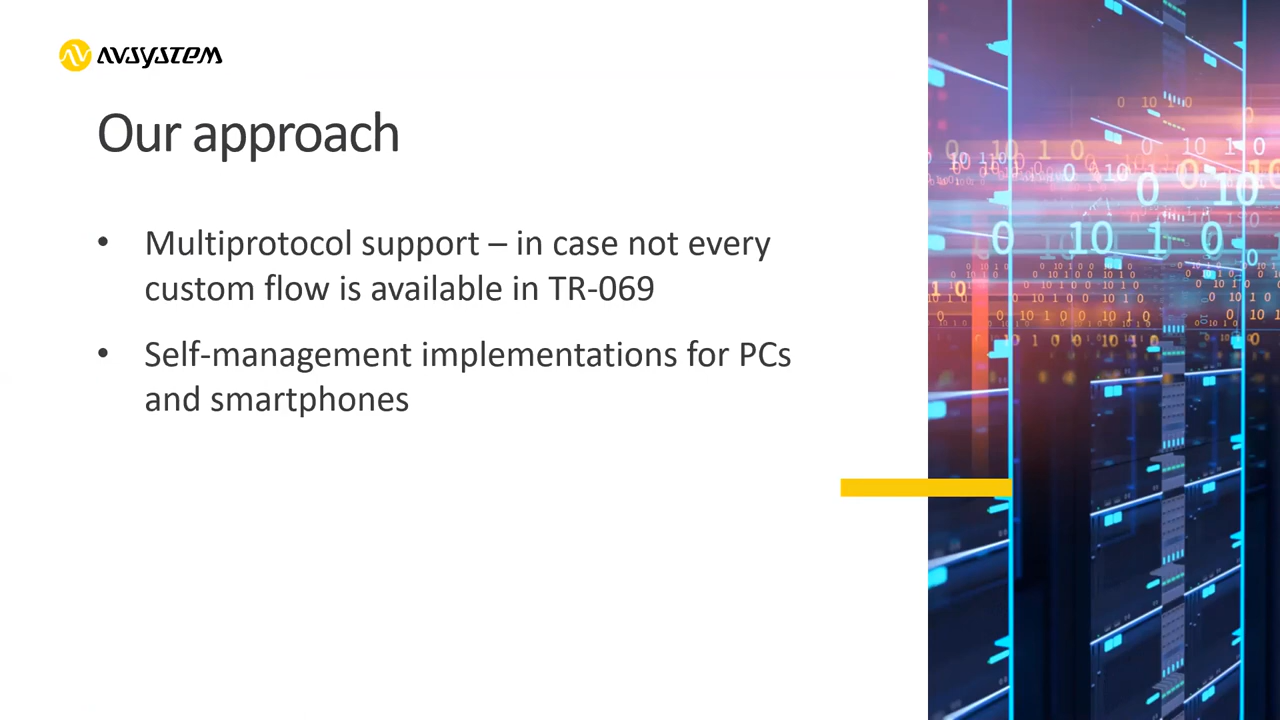 AVSYSTEM
Our approach
• Multiprotocol support – in case not every
custom flow is available in TR-069
• Self-management implementations for PCs
and smartphones